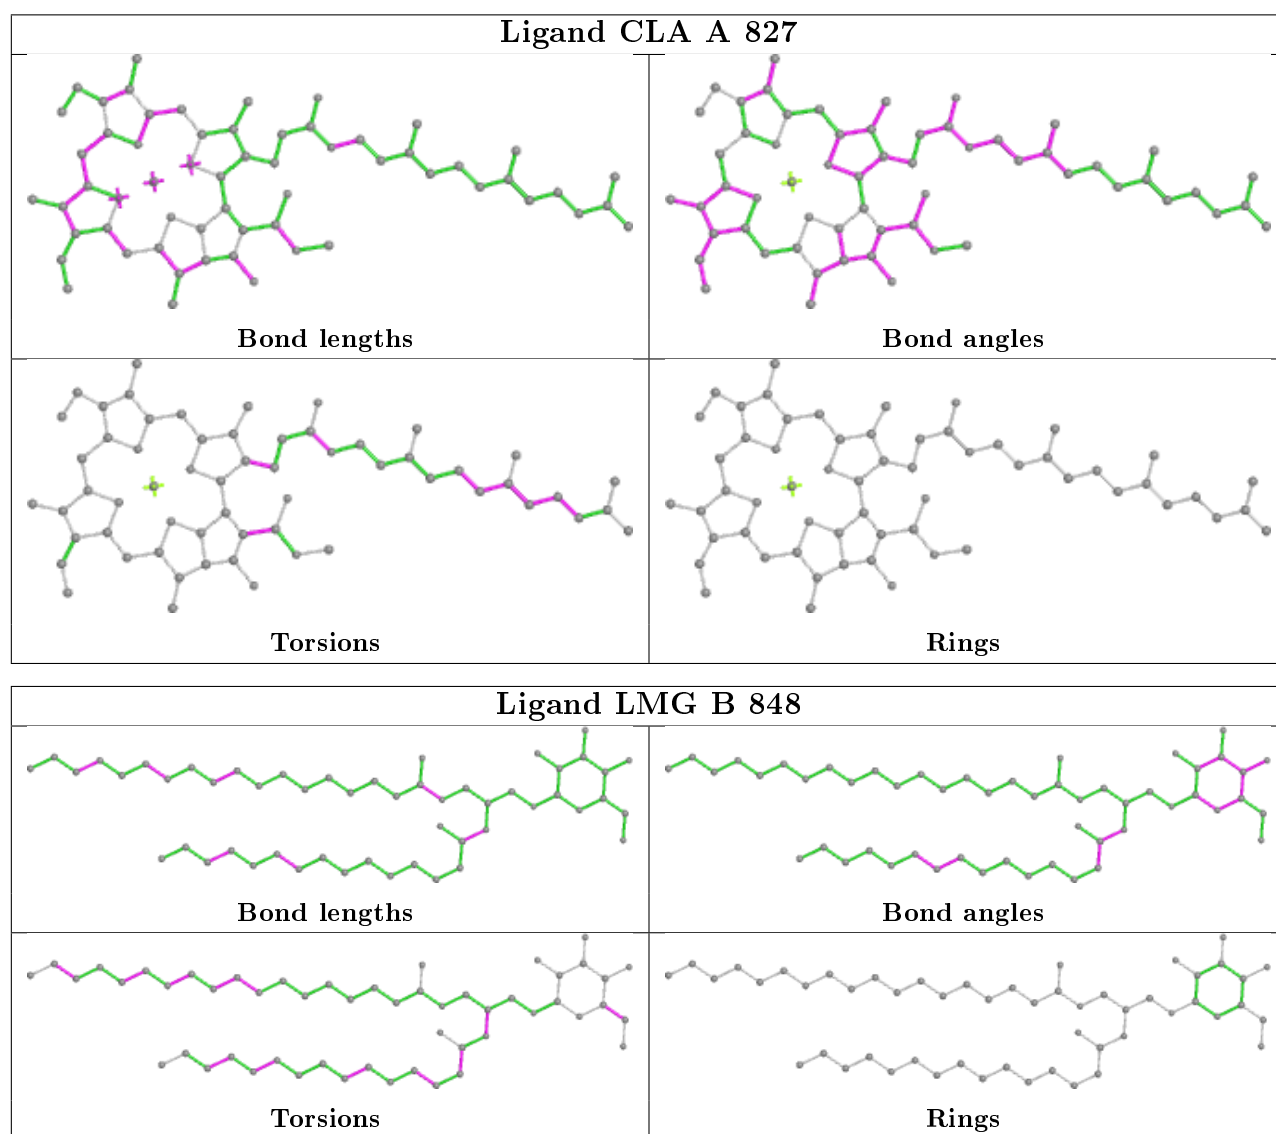 Ligand CLA A 827
Bond lengths
Bond angles
Torsions
Rings
Ligand LMG B 848
Bond lengths
Bond angles
Torsions
Rings